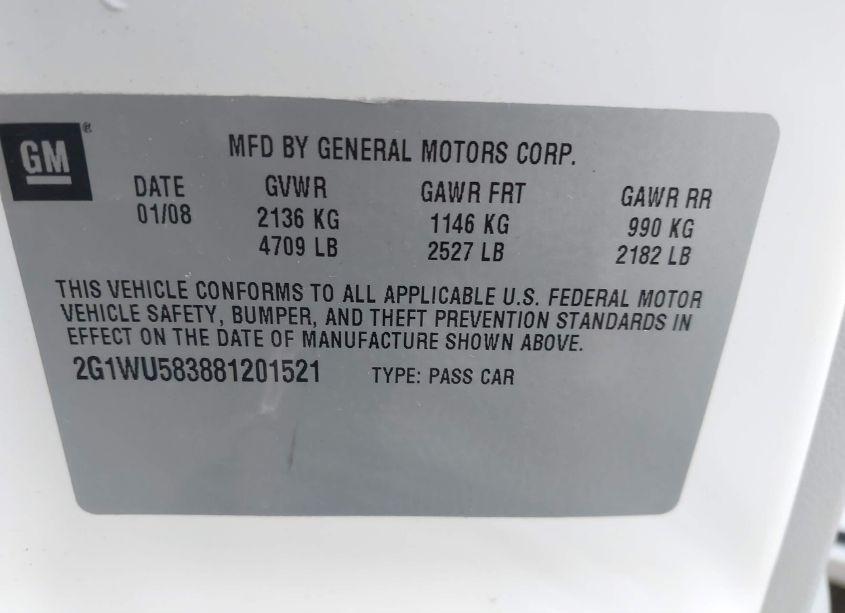 GM ®
MFD BY GENERAL MOTORS CORP.
DATE GVWR GAWR FRT GAWR RR
01/08 2136 KG 1146 KG 990 KG
4709 LB 2527 LB 2182 LB
THIS VEHICLE CONFORMS TO ALL APPLICABLE U.S. FEDERAL MOTOR
VEHICLE SAFETY, BUMPER, AND THEFT PREVENTION STANDARDS IN
EFFECT ON THE DATE OF MANUFACTURE SHOWN ABOVE.
2G1WU583881201521 TYPE: PASS CAR